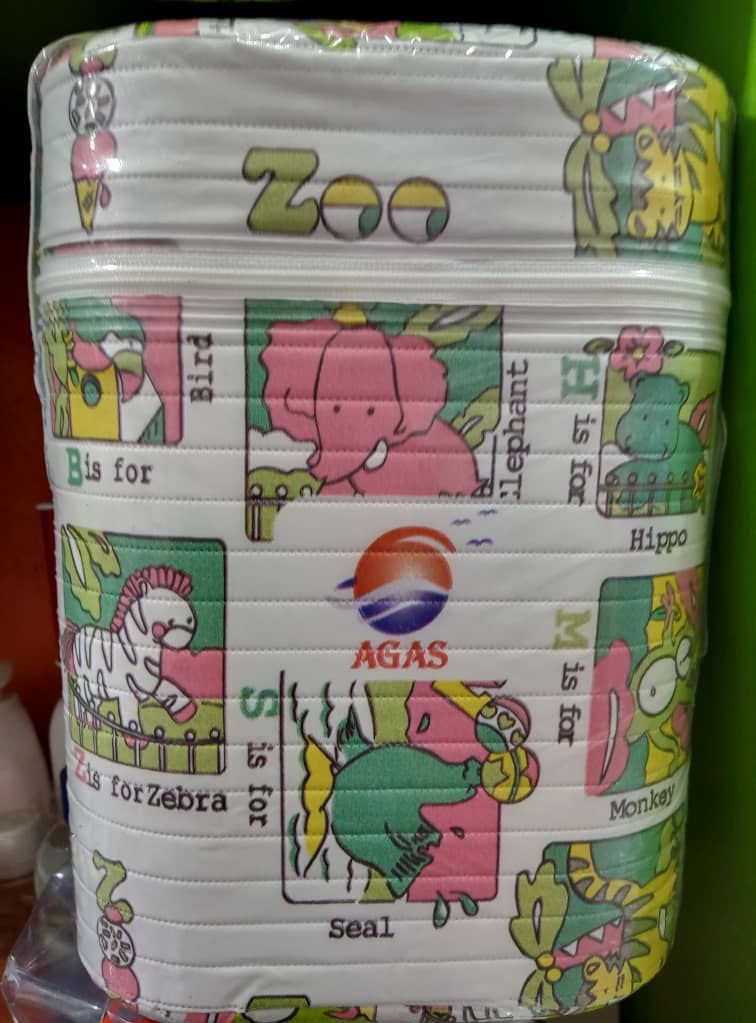 Zoo
Bird
B is for
Elephant
H is for
Hippo
AGAS
Z is for Zebra
S is for
Seal
M is for
Monkey